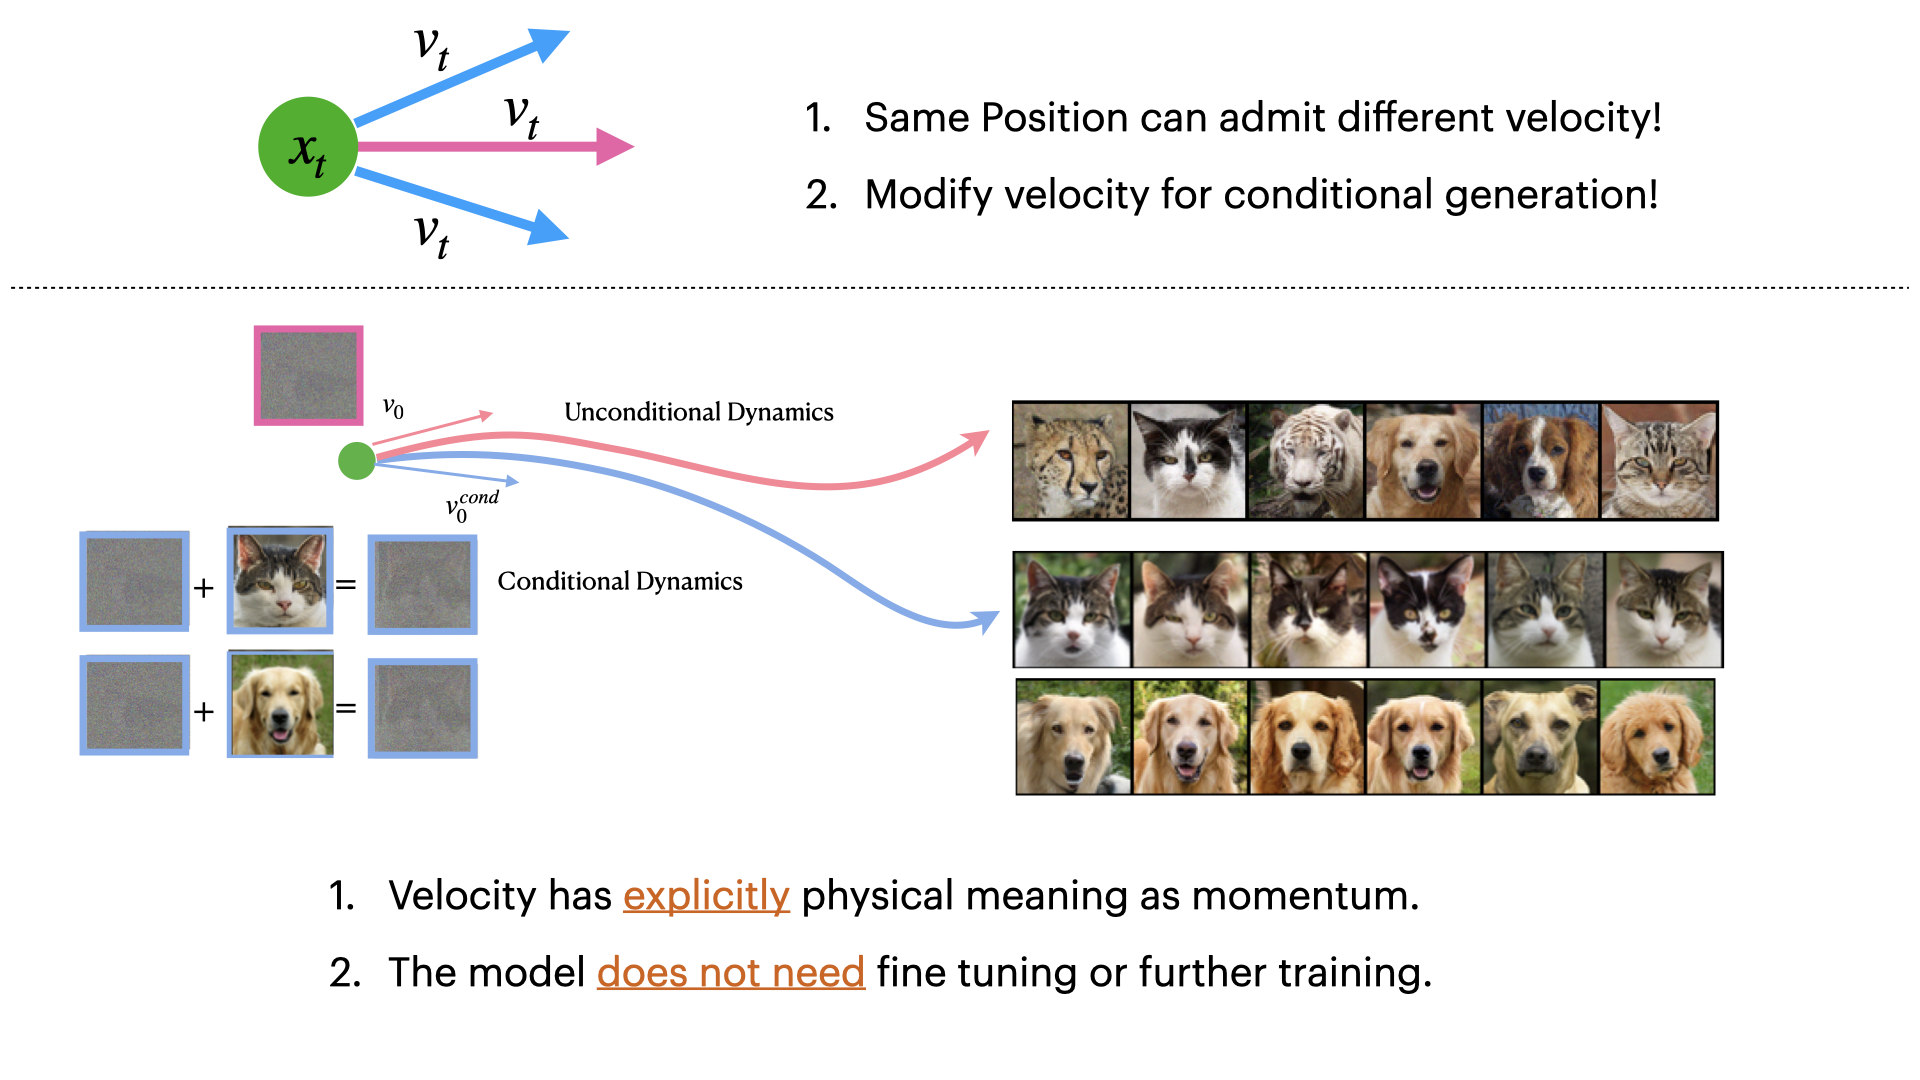 v_t
v_t
x_t
v_t
1. Same Position can admit different velocity!
2. Modify velocity for conditional generation!
v_0
Unconditional Dynamics
v_0^{cond}
+ =
Conditional Dynamics
+ =
1. Velocity has explicitly physical meaning as momentum.
2. The model does not need fine tuning or further training.